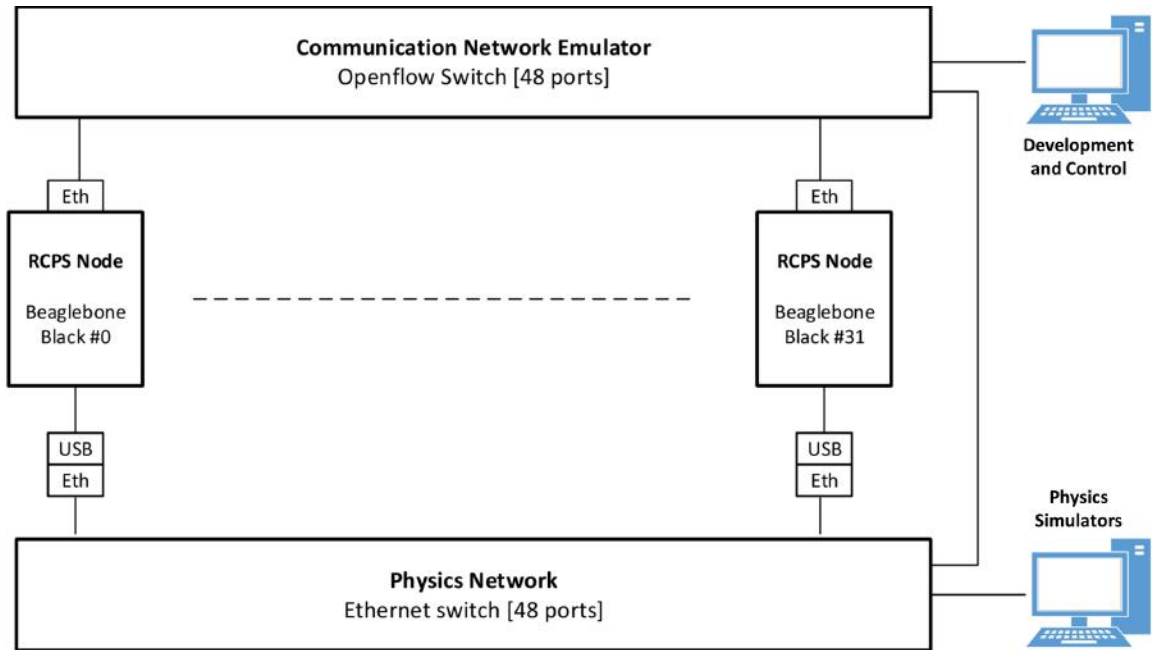 Communication Network Emulator
Openflow Switch [48 ports]
Development
and Control
Eth
Eth
RCPS Node
Beaglebone
Black #0
RCPS Node
Beaglebone
Black #31
USB
Eth
USB
Eth
Physics
Simulators
Physics Network
Ethernet switch [48 ports]